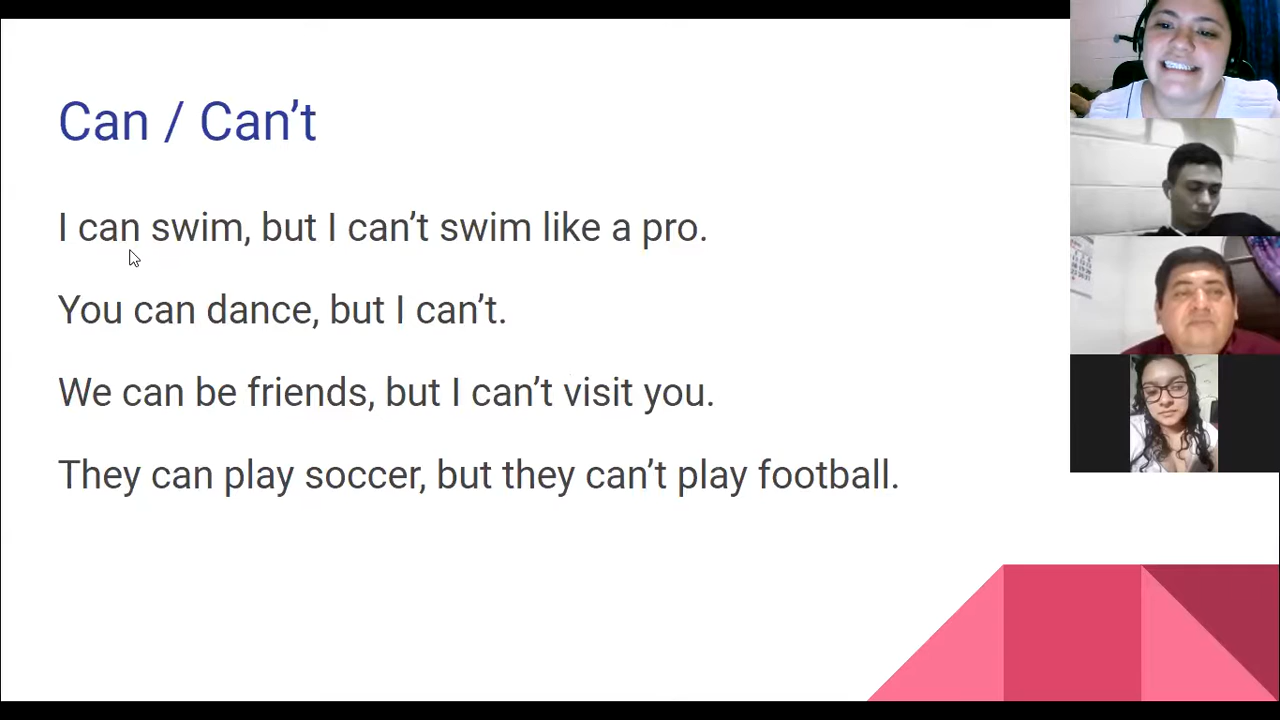 Can / Can’t
I can swim, but I can’t swim like a pro.
You can dance, but I can’t.
We can be friends, but I can’t visit you.
They can play soccer, but they can’t play football.